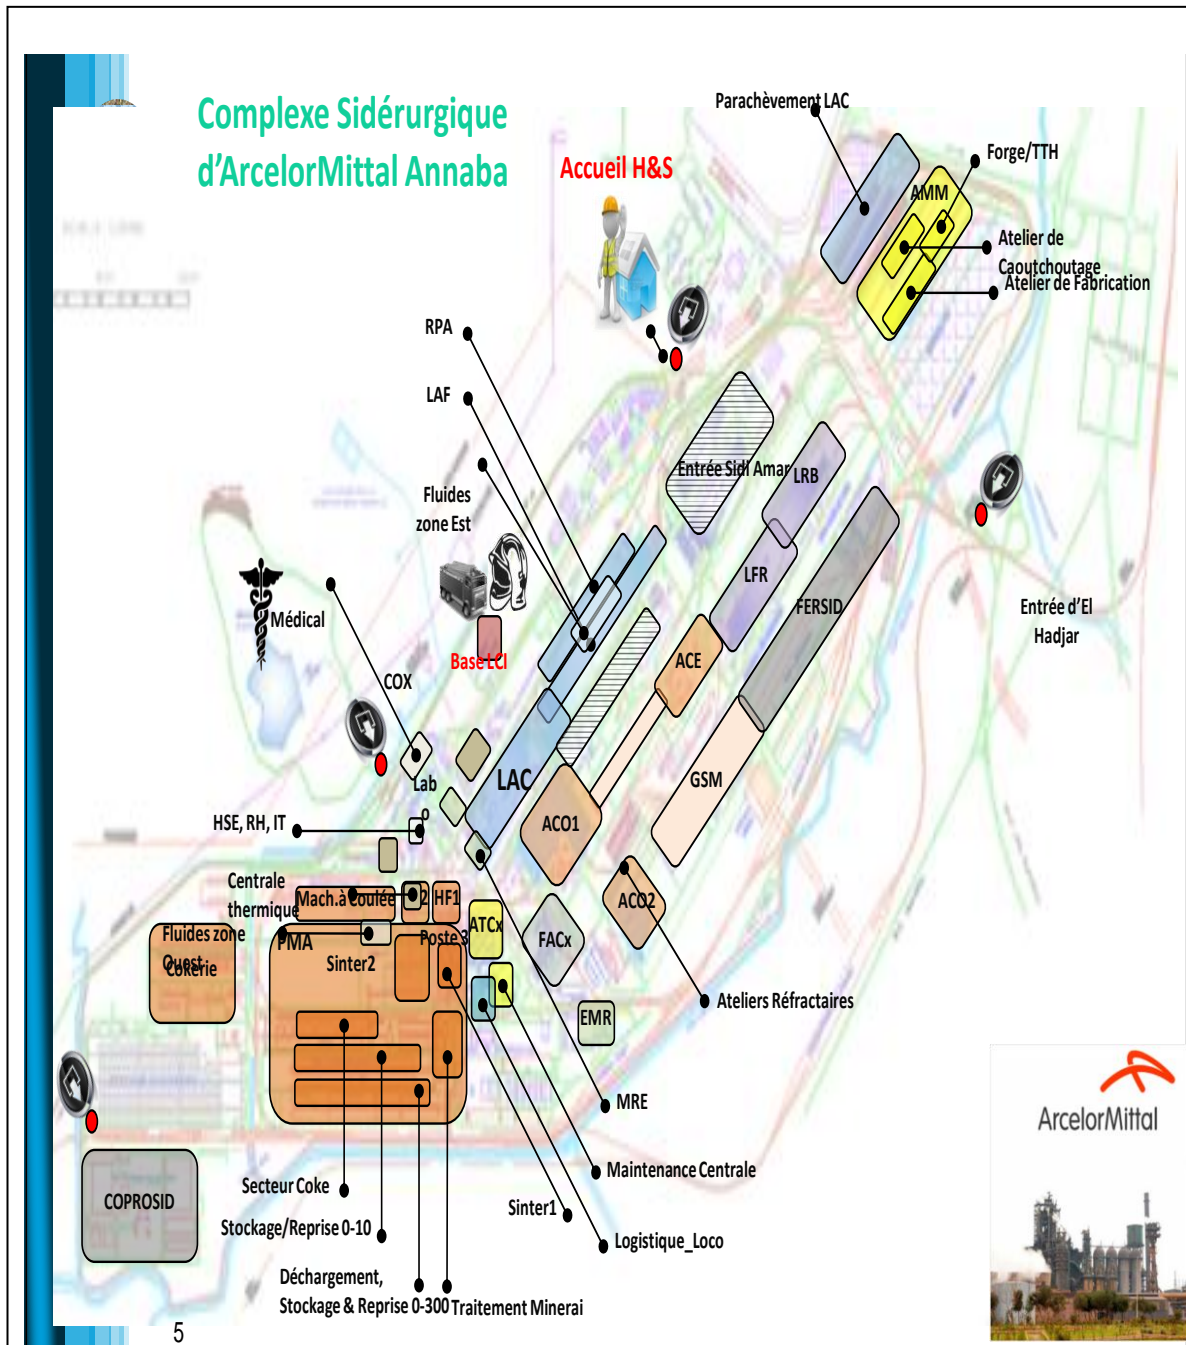 Complexe Sidérurgique
d'ArcelorMittal Annaba
Accueil H&S
Parachèvement LAC
Forge/TTH
AMM
Atelier de
Caoutchoutage
Atelier de Fabrication
RPA
LAF
Fluides
zone Est
Entrée Sidi Amar
LRB
LFR
FERSID
Entrée d'El
Hadjar
Médical
Base LCI
ACE
COX
GSM
LAC
Lab
o
ACO1
HSE, RH, IT
Centrale
thermique
Mach.à Coulée
2
HF1
ACO2
ATCx
FACx
Fluides zone
Ouest
Cokerie
PMA
Poste 3
Sinter2
Ateliers Réfractaires
EMR
MRE
ArcelorMittal
Maintenance Centrale
COPROSID
Secteur Coke
Sinter1
Stockage/Reprise 0-10
Logistique_Loco
Déchargement,
Stockage & Reprise 0-300
Traitement Minerai
5